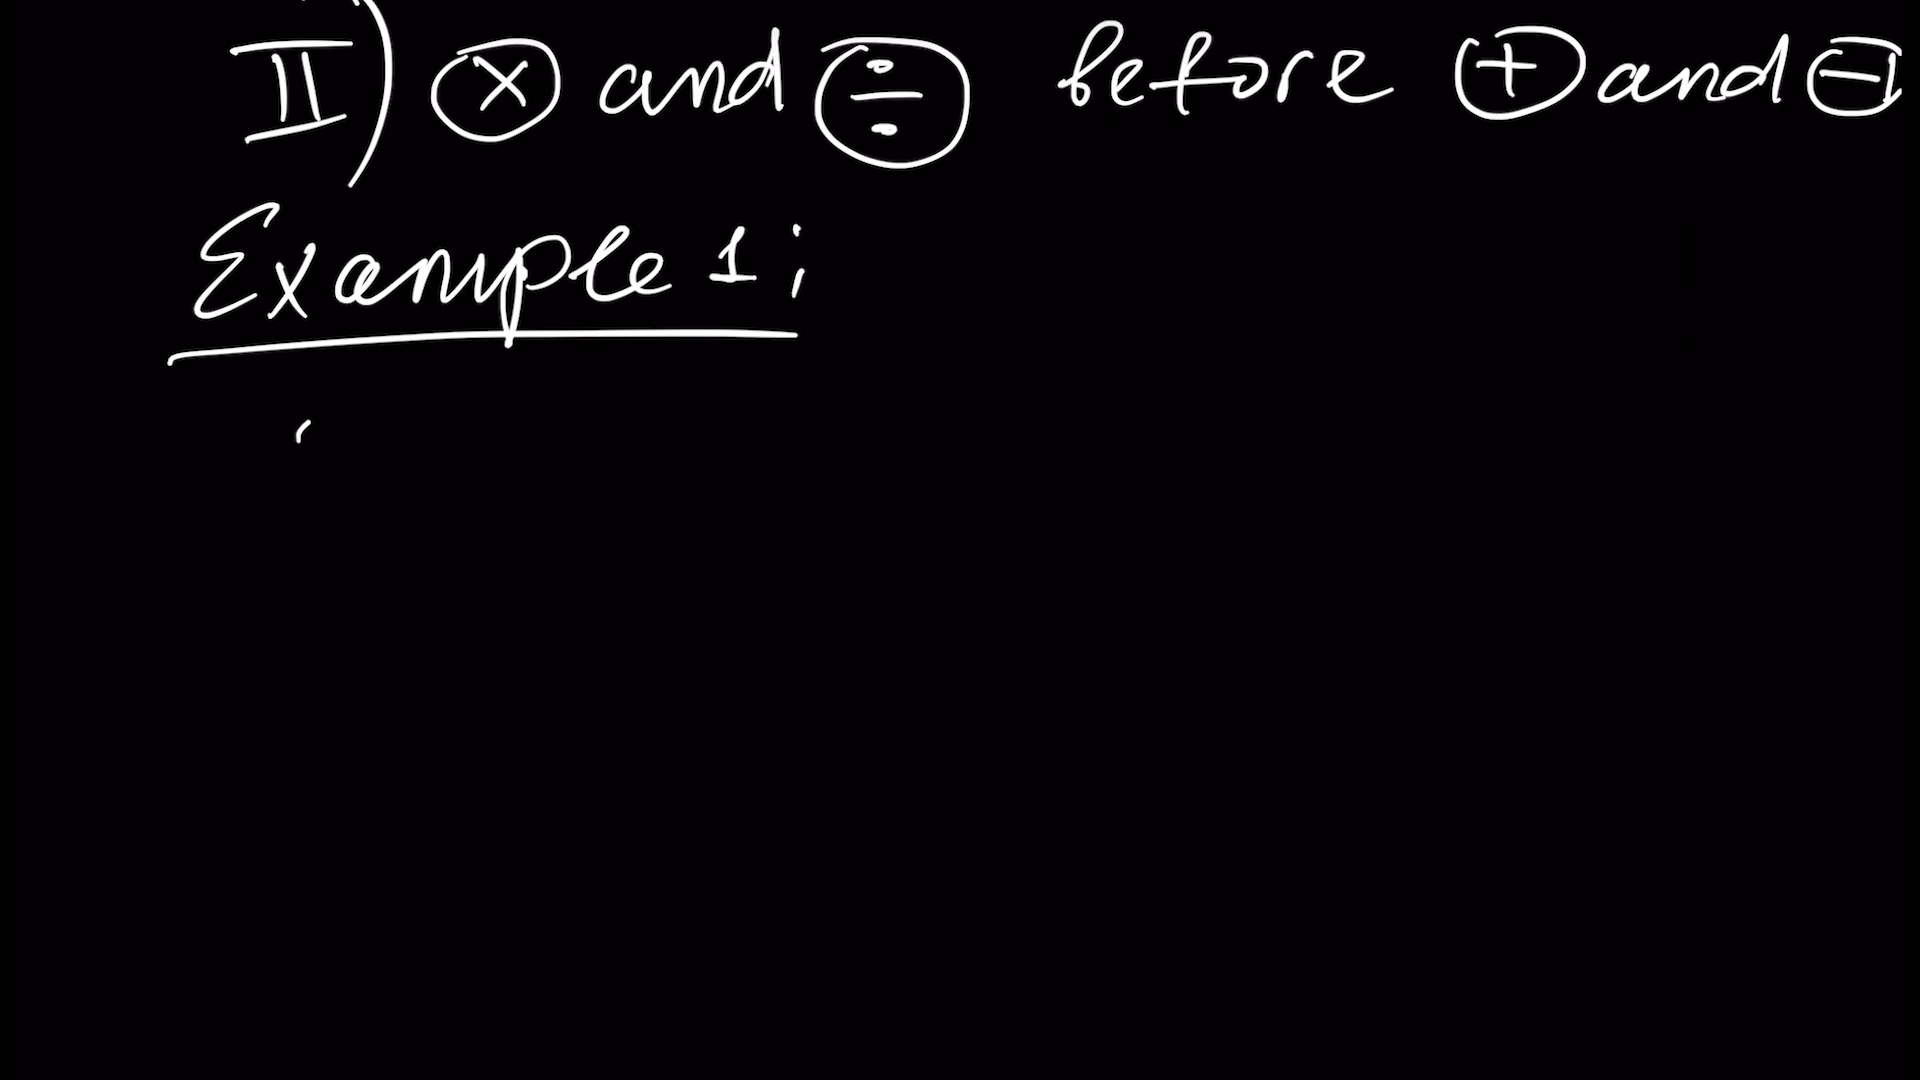 II) × and ÷ before + and -
Example 1: